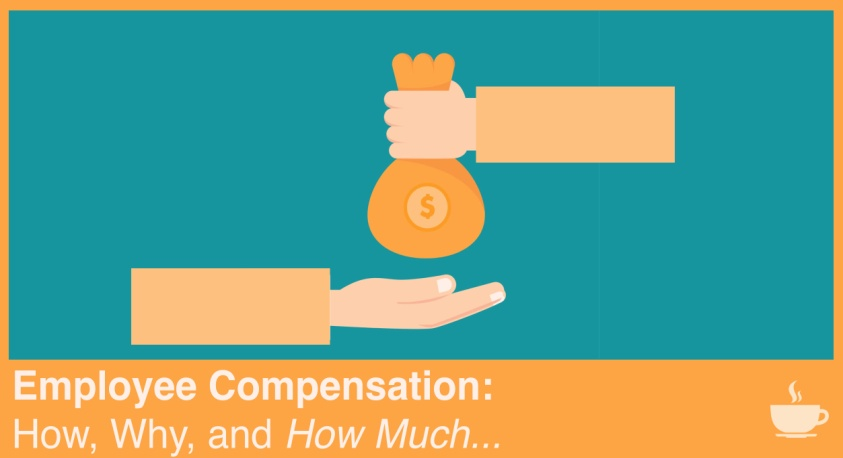 $
Employee Compensation:
How, Why, and How Much...